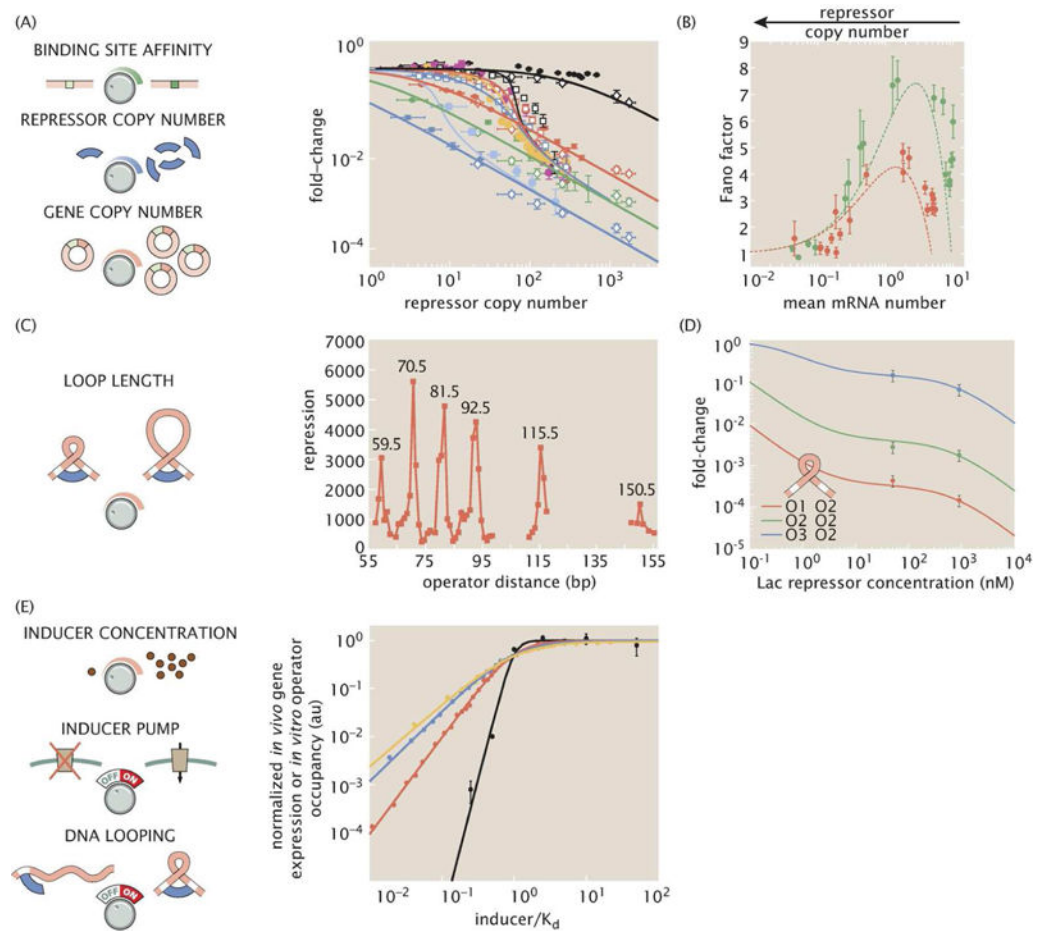 (A)
BINDING SITE AFFINITY
REPRESSOR COPY NUMBER
GENE COPY NUMBER
fold-change
10^0
10^-2
10^-4
10^0 10^1 10^2 10^3
repressor copy number
(B)
repressor
copy number
Fano factor
9
8
7
6
5
4
3
2
1
10^-2 10^-1 10^0 10^1
mean mRNA number
(C)
LOOP LENGTH
repression
7000
6000
5000
4000
3000
2000
1000
0
59.5
70.5
81.5
92.5
115.5
150.5
55 75 95 115 135 155
operator distance (bp)
(D)
fold-change
10^0
10^-1
10^-2
10^-3
10^-4
10^-5
O1 O2
O2 O2
O3 O2
10^-1 10^0 10^1 10^2 10^3 10^4
Lac repressor concentration (nM)
(E)
INDUCER CONCENTRATION
INDUCER PUMP
OFF ON
DNA LOOPING
OFF ON
normalized in vivo gene
expression or in vitro operator
occupancy (au)
10^0
10^-1
10^-2
10^-3
10^-4
10^-2 10^-1 10^0 10^1 10^2
inducer/K_d